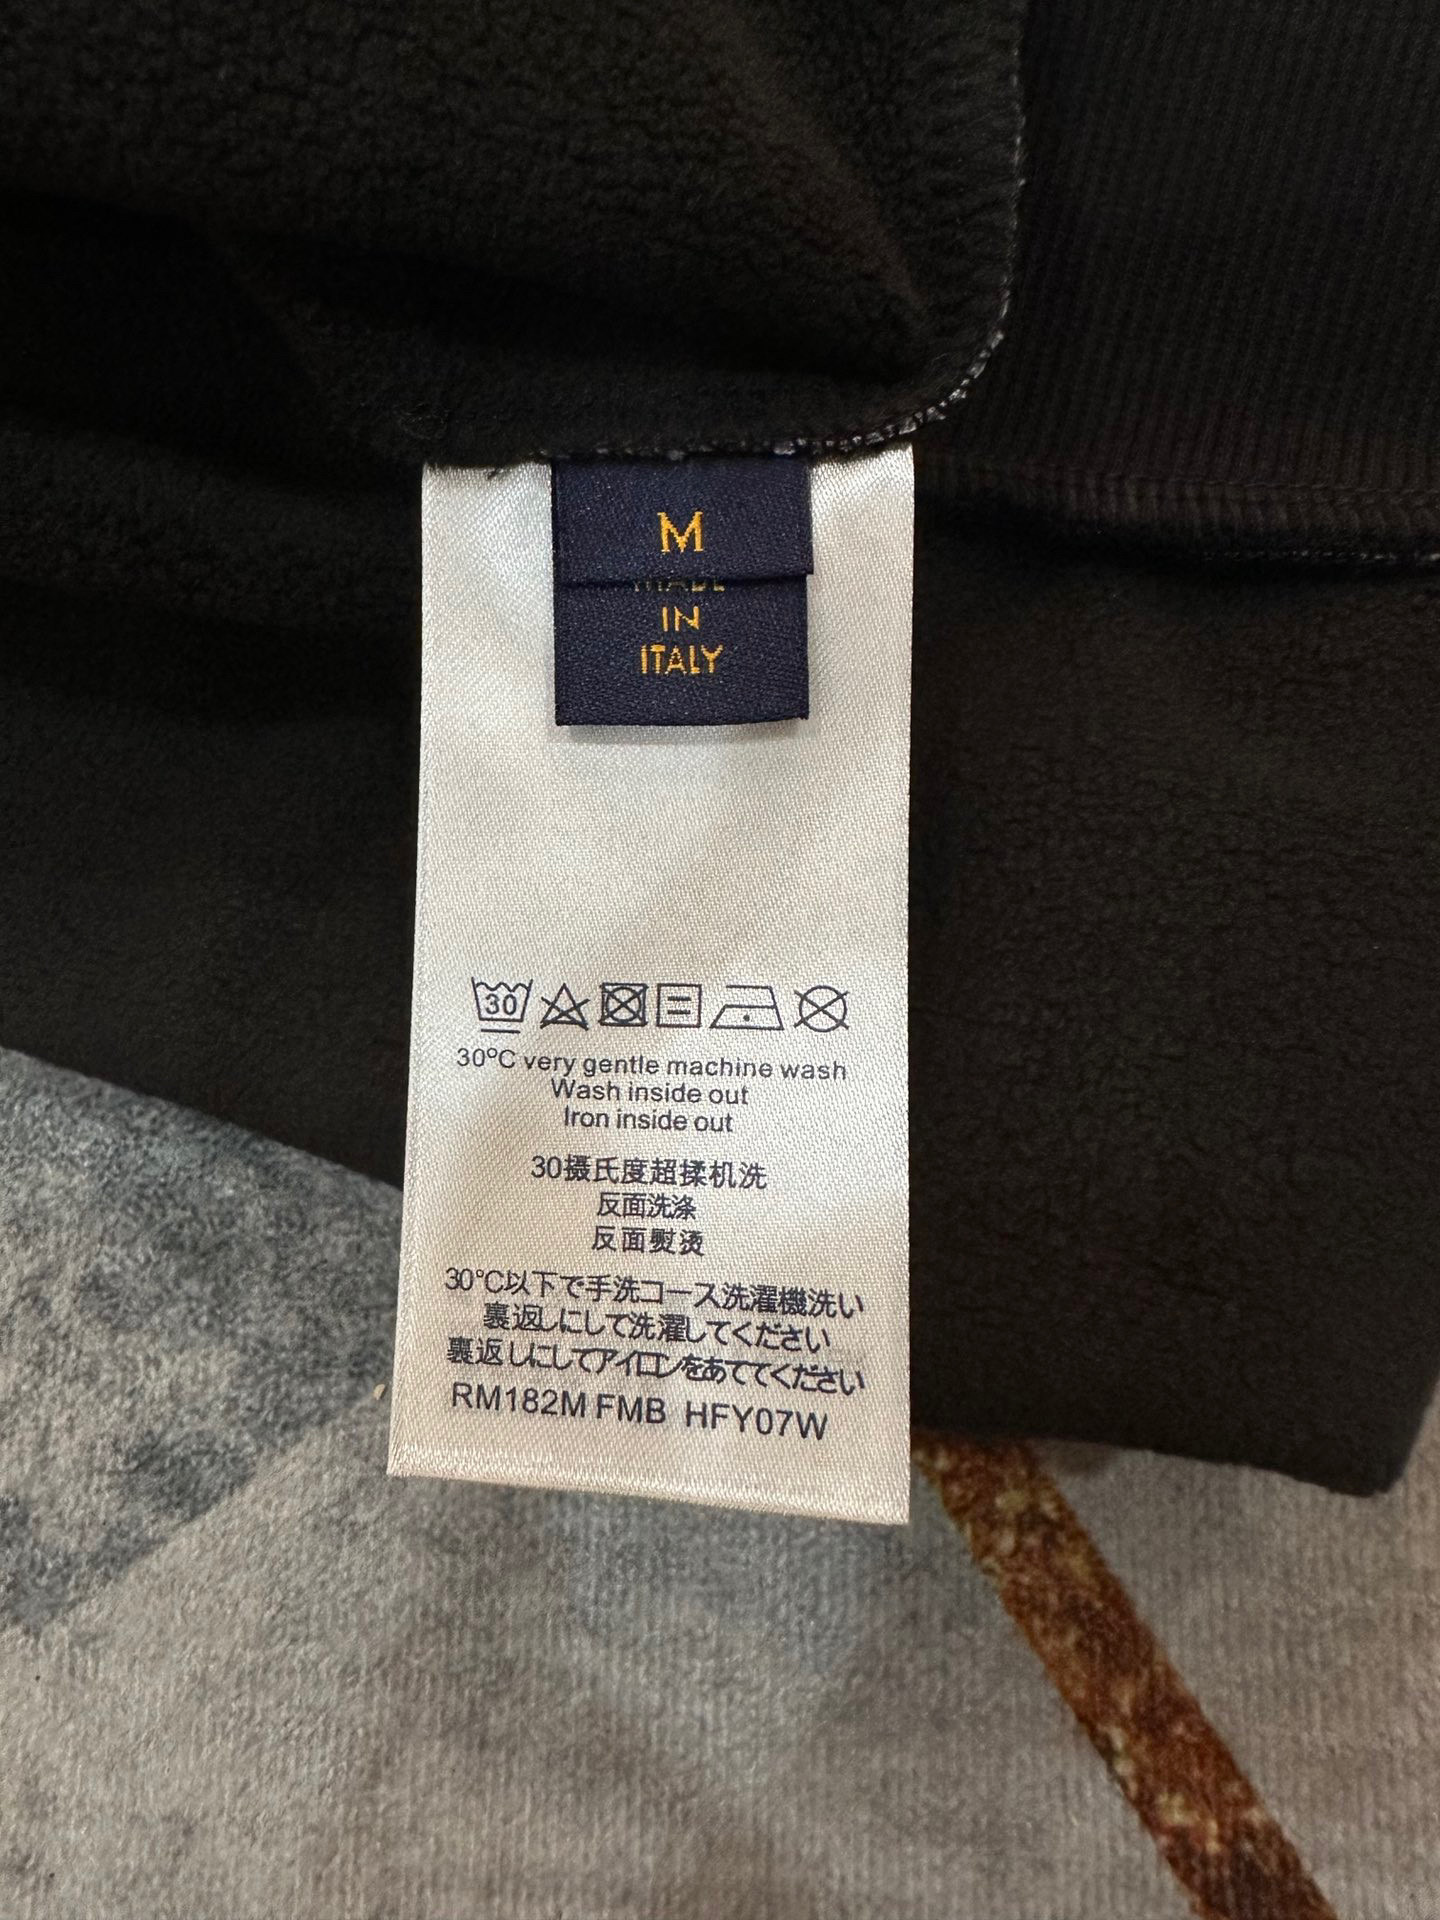 M
MADE
IN
ITALY
30
30°C very gentle machine wash
Wash inside out
Iron inside out
30摄氏度超揉机洗
反面洗涤
反面熨烫
30°C以下で手洗コース洗濯機洗い
裏返しにして洗濯してください
裏返しにしてアイロンをあててください
RM182M FMB HFY07W